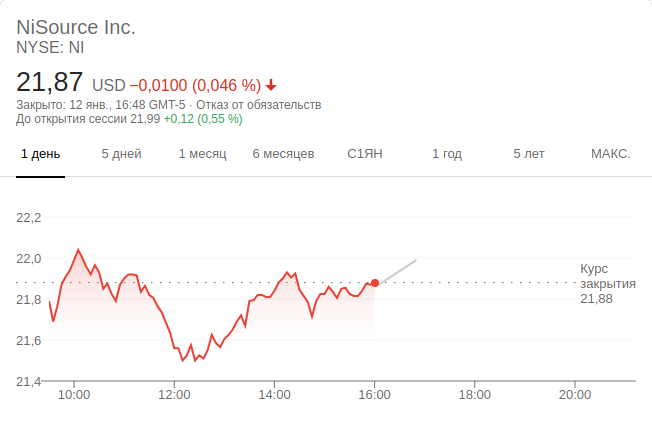 NiSource Inc.
NYSE: NI
21,87 USD −0,0100 (0,046 %)
Закрыто: 12 янв., 16:48 GMT-5 · Отказ от обязательств
До открытия сессии 21,99 +0,12 (0,55 %)
1 день 5 дней 1 месяц 6 месяцев С1ЯН 1 год 5 лет МАКС.
22,2
22,0
21,8
21,6
21,4
Курс
закрытия
21,88
10:00 12:00 14:00 16:00 18:00 20:00